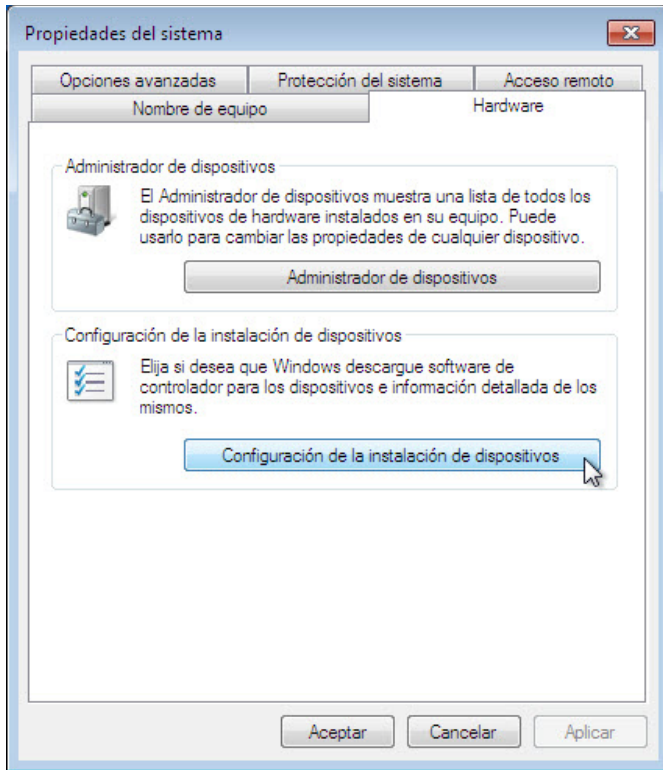 Propiedades del sistema
Opciones avanzadas Protección del sistema Acceso remoto
Nombre de equipo Hardware
Administrador de dispositivos
El Administrador de dispositivos muestra una lista de todos los
dispositivos de hardware instalados en su equipo. Puede
usarlo para cambiar las propiedades de cualquier dispositivo.
Administrador de dispositivos
Configuración de la instalación de dispositivos
Elija si desea que Windows descargue software de
controlador para los dispositivos e información detallada de los
mismos.
Configuración de la instalación de dispositivos
Aceptar Cancelar Aplicar